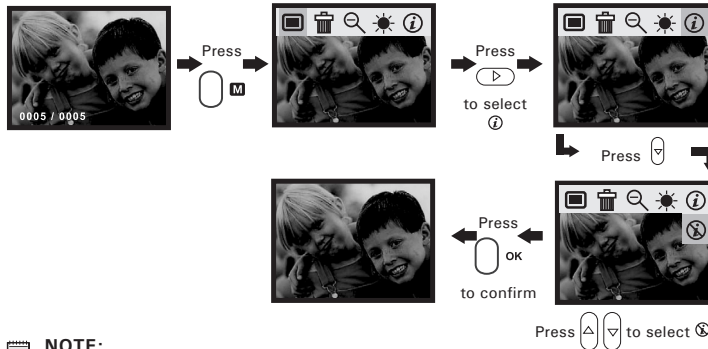 Press
M
0005 / 0005
Press
to select
i
Press
Press
OK
to confirm
Press to select
NOTE: